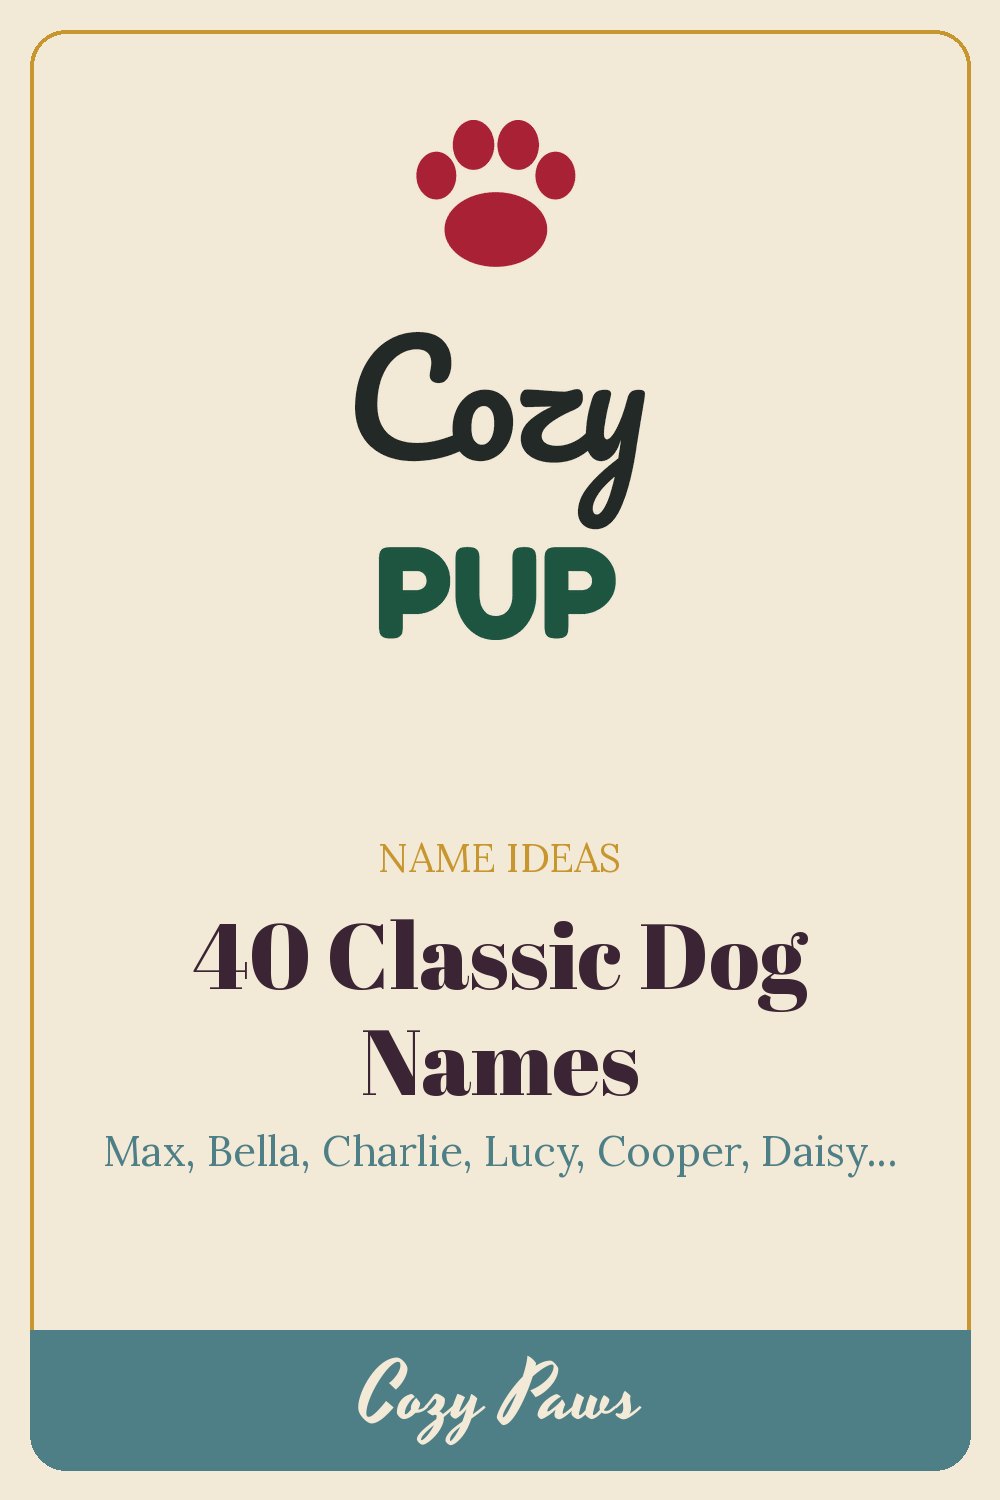 Cozy
PUP
NAME IDEAS
40 Classic Dog
Names
Max, Bella, Charlie, Lucy, Cooper, Daisy...
Cozy Paws